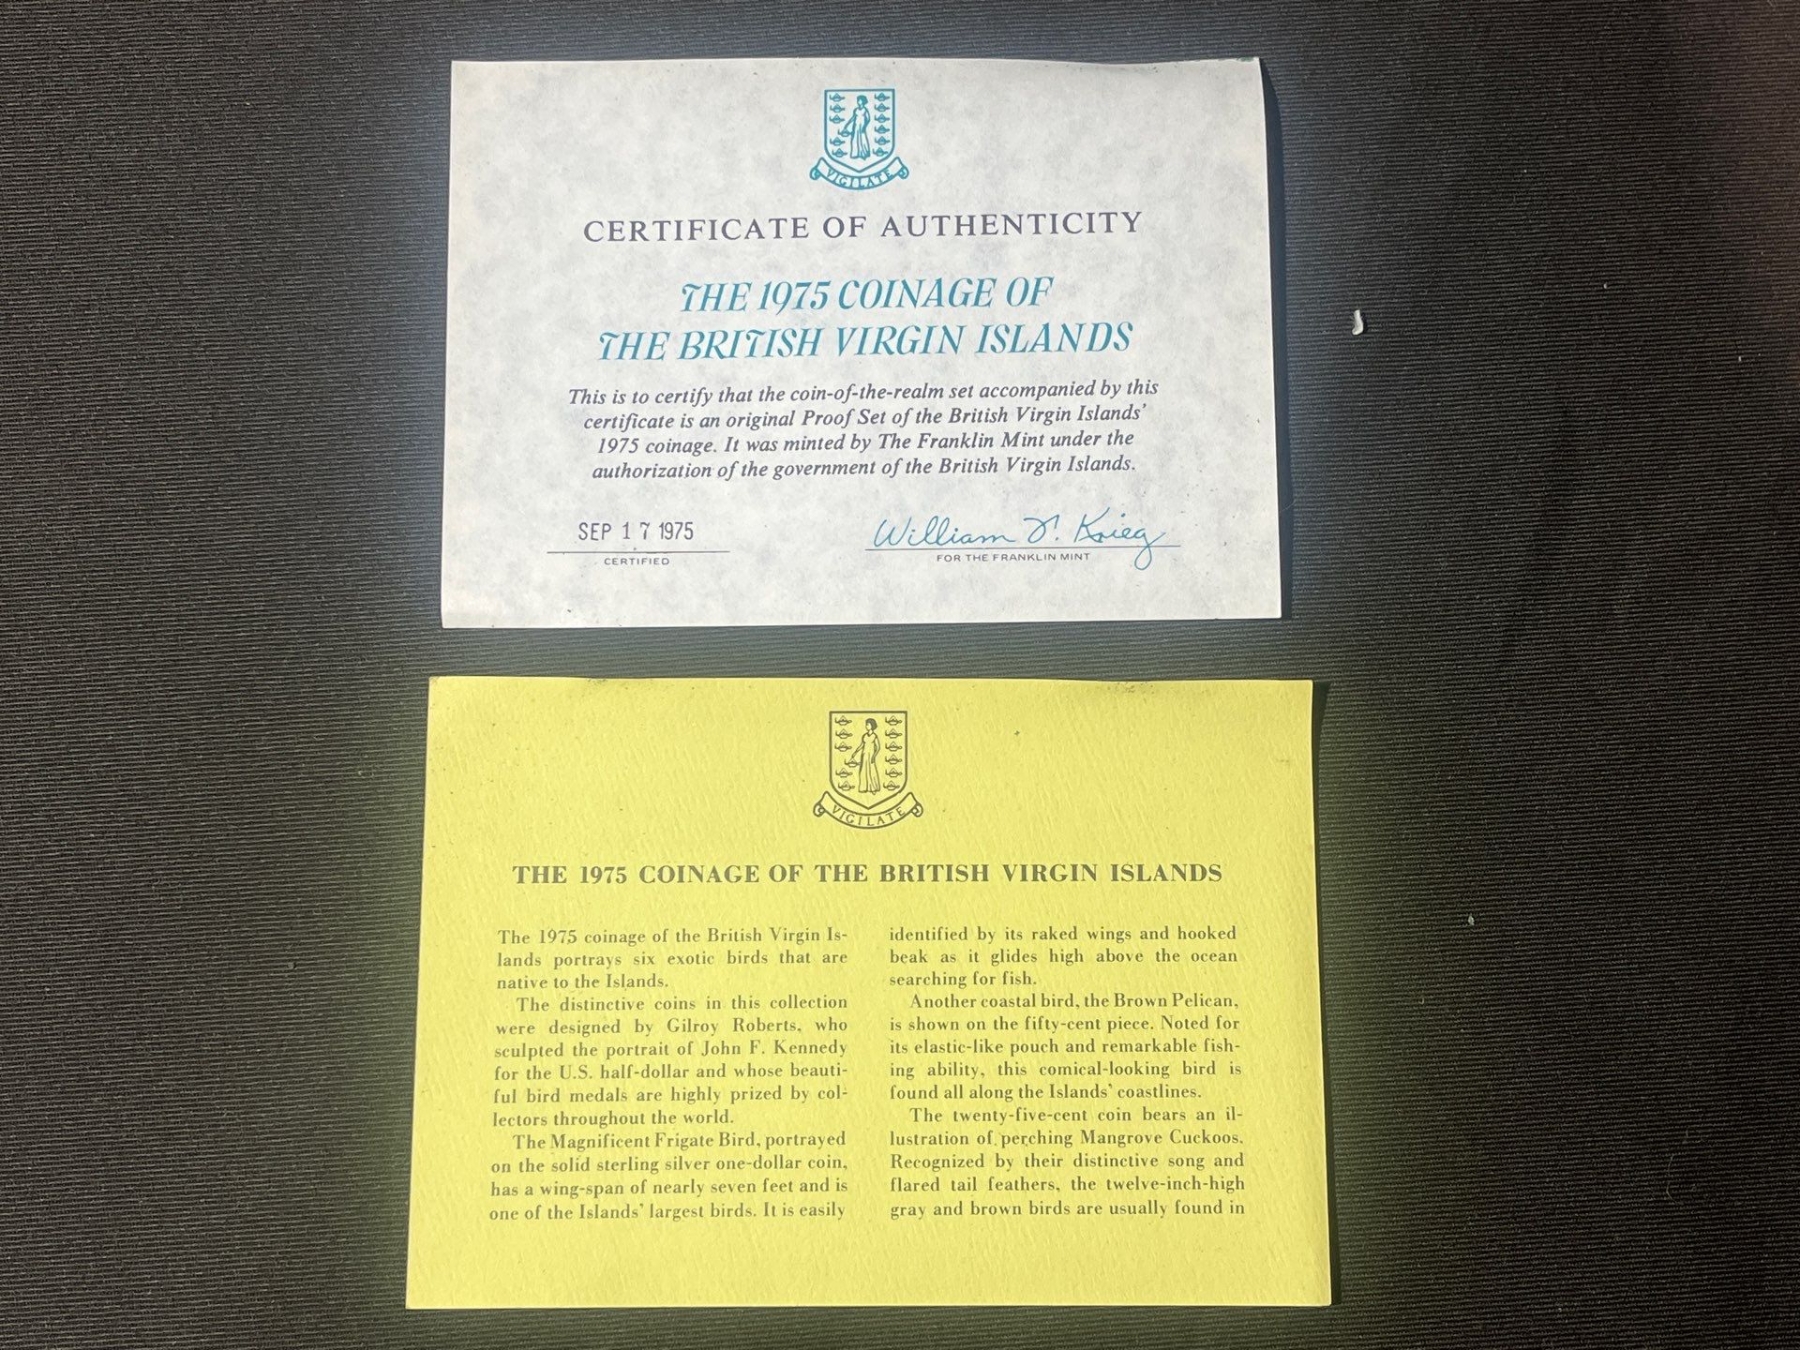 VIGILATE
CERTIFICATE OF AUTHENTICITY
THE 1975 COINAGE OF
THE BRITISH VIRGIN ISLANDS
This is to certify that the coin-of-the-realm set accompanied by this
certificate is an original Proof Set of the British Virgin Islands'
1975 coinage. It was minted by The Franklin Mint under the
authorization of the government of the British Virgin Islands.
SEP 17 1975
CERTIFIED
William T. Krieg
FOR THE FRANKLIN MINT
VIGILATE
THE 1975 COINAGE OF THE BRITISH VIRGIN ISLANDS
The 1975 coinage of the British Virgin Is-
lands portrays six exotic birds that are
native to the Islands.
The distinctive coins in this collection
were designed by Gilroy Roberts, who
sculpted the portrait of John F. Kennedy
for the U.S. half-dollar and whose beauti-
ful bird medals are highly prized by col-
lectors throughout the world.
The Magnificent Frigate Bird, portrayed
on the solid sterling silver one-dollar coin,
has a wing-span of nearly seven feet and is
one of the Islands' largest birds. It is easily
identified by its raked wings and hooked
beak as it glides high above the ocean
searching for fish.
Another coastal bird, the Brown Pelican,
is shown on the fifty-cent piece. Noted for
its elastic-like pouch and remarkable fish-
ing ability, this comical-looking bird is
found all along the Islands' coastlines.
The twenty-five-cent coin bears an il-
lustration of perching Mangrove Cuckoos.
Recognized by their distinctive song and
flared tail feathers, the twelve-inch-high
gray and brown birds are usually found in